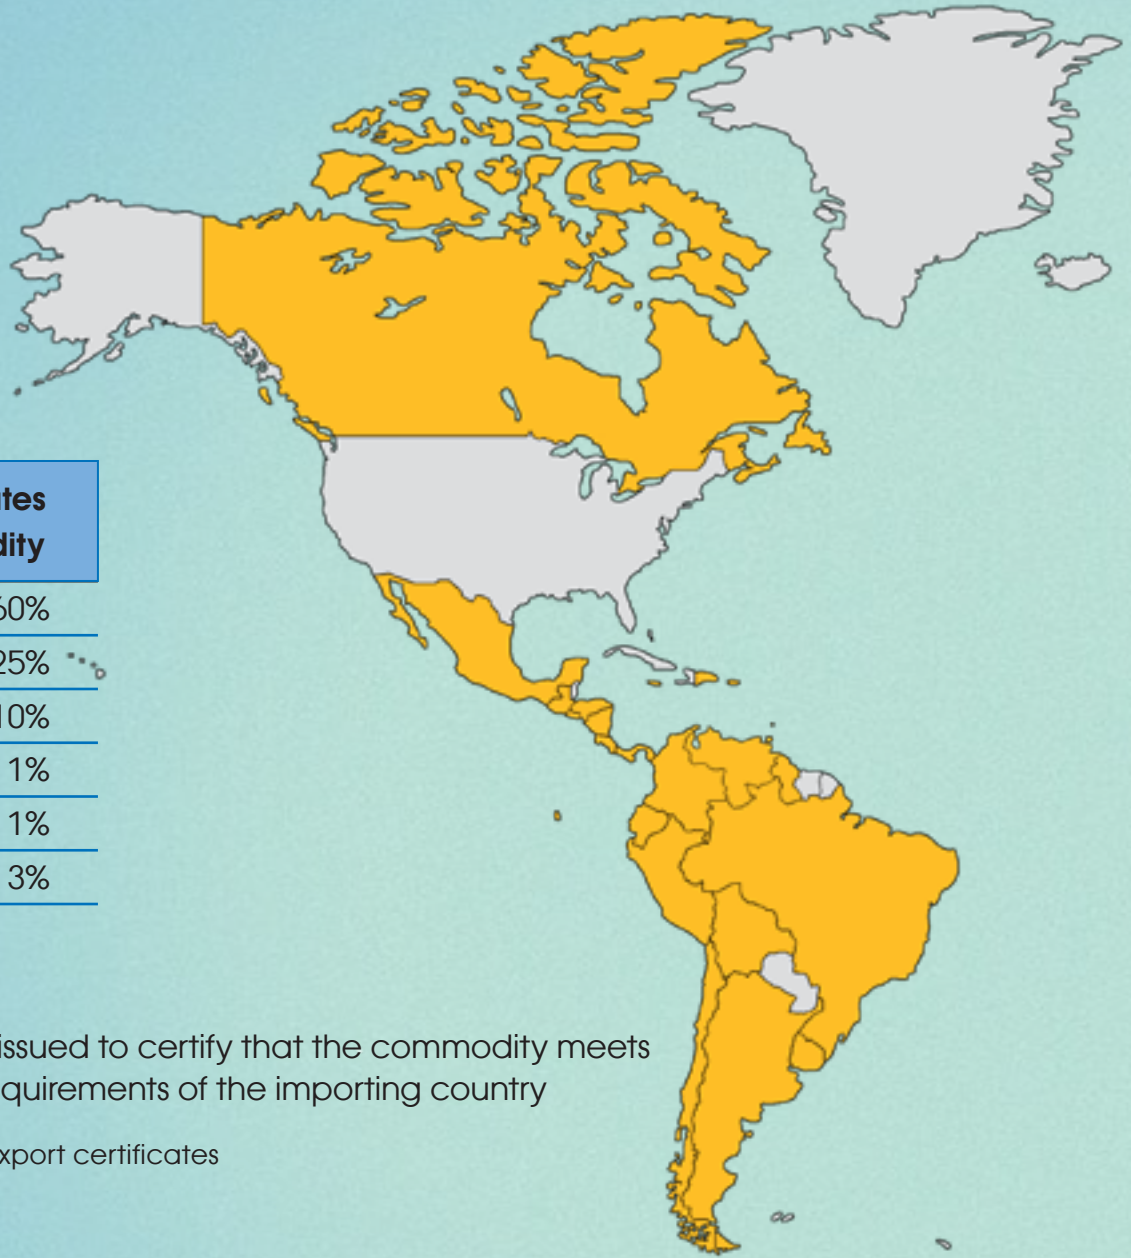 tes
dity
60%
25%
10%
1%
1%
3%
issued to certify that the commodity meets
quirements of the importing country
xport certificates